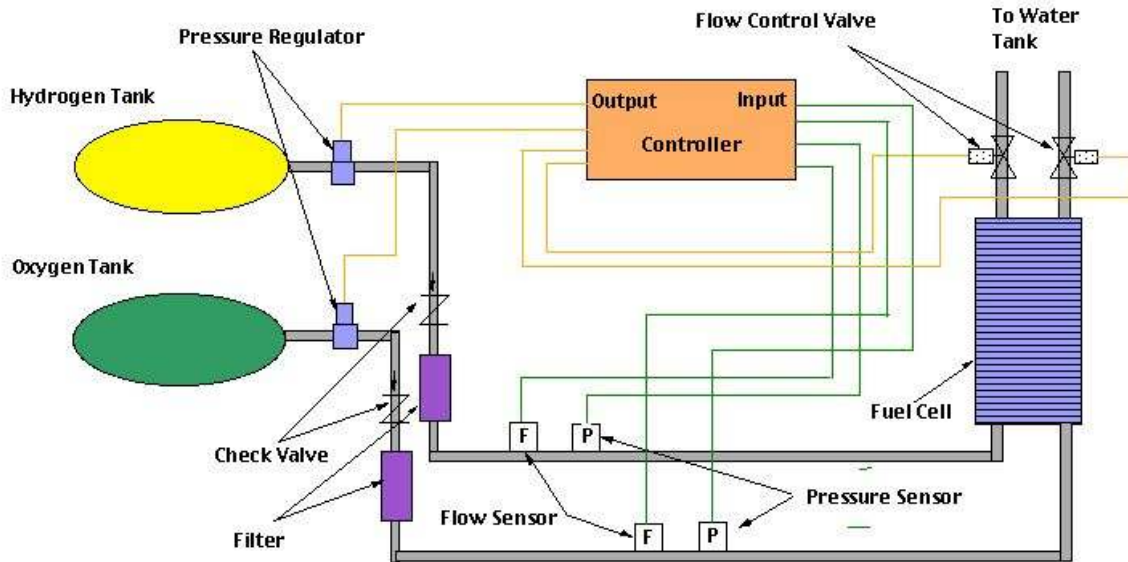 Flow Control Valve
To Water
Tank
Pressure Regulator
Hydrogen Tank
Output
Input
Controller
Oxygen Tank
Fuel Cell
F
P
Check Valve
Pressure Sensor
Flow Sensor
F
P
Filter